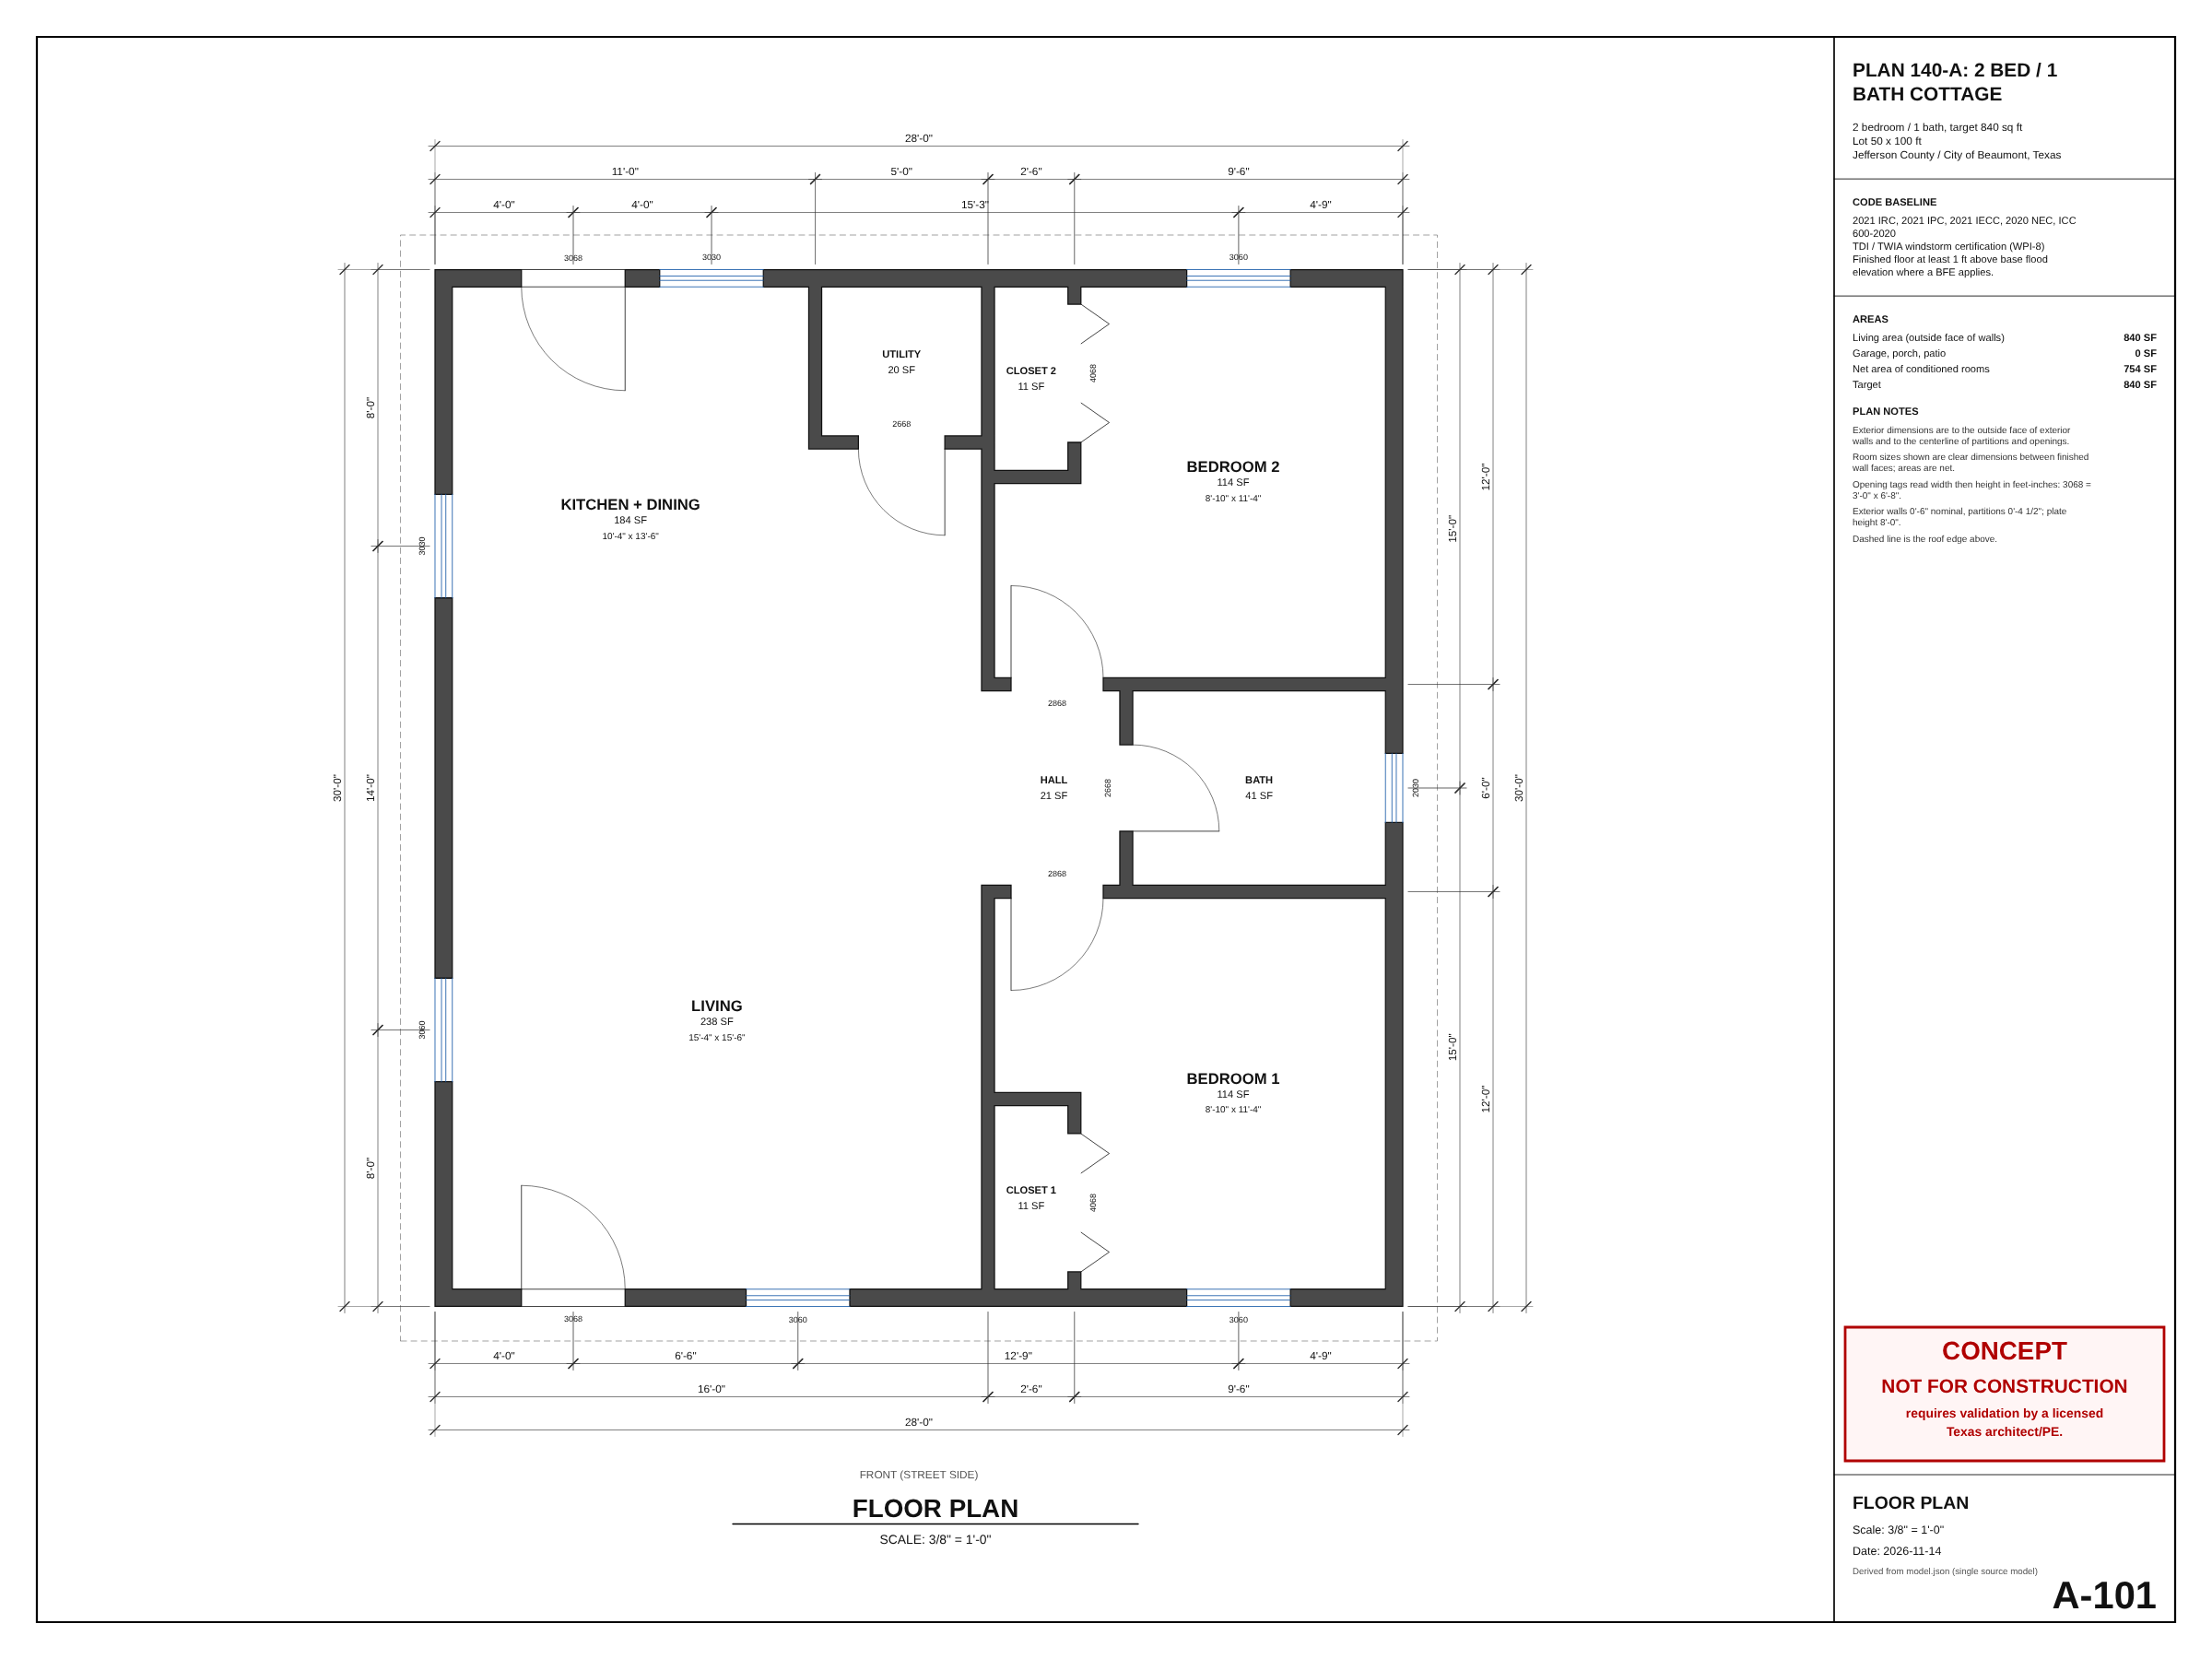 28'-0"
11'-0" 5'-0" 2'-6" 9'-6"
4'-0" 4'-0" 15'-3" 4'-9"
3068 3030 3060
UTILITY
20 SF
2668
CLOSET 2
11 SF
4068
BEDROOM 2
114 SF
8'-10" x 11'-4"
KITCHEN + DINING
184 SF
10'-4" x 13'-6"
8'-0"
3030
30'-0"
14'-0"
3060
8'-0"
2868
HALL
21 SF
2668
BATH
41 SF
2868
2030
12'-0"
15'-0"
6'-0"
30'-0"
15'-0"
12'-0"
LIVING
238 SF
15'-4" x 15'-6"
BEDROOM 1
114 SF
8'-10" x 11'-4"
CLOSET 1
11 SF
4068
3068 3060 3060
4'-0" 6'-6" 12'-9" 4'-9"
16'-0" 2'-6" 9'-6"
28'-0"
FRONT (STREET SIDE)
FLOOR PLAN
SCALE: 3/8" = 1'-0"
PLAN 140-A: 2 BED / 1
BATH COTTAGE
2 bedroom / 1 bath, target 840 sq ft
Lot 50 x 100 ft
Jefferson County / City of Beaumont, Texas
CODE BASELINE
2021 IRC, 2021 IPC, 2021 IECC, 2020 NEC, ICC
600-2020
TDI / TWIA windstorm certification (WPI-8)
Finished floor at least 1 ft above base flood
elevation where a BFE applies.
AREAS
Living area (outside face of walls) 840 SF
Garage, porch, patio 0 SF
Net area of conditioned rooms 754 SF
Target 840 SF
PLAN NOTES
Exterior dimensions are to the outside face of exterior
walls and to the centerline of partitions and openings.
Room sizes shown are clear dimensions between finished
wall faces; areas are net.
Opening tags read width then height in feet-inches: 3068 =
3'-0" x 6'-8".
Exterior walls 0'-6" nominal, partitions 0'-4 1/2"; plate
height 8'-0".
Dashed line is the roof edge above.
CONCEPT
NOT FOR CONSTRUCTION
requires validation by a licensed
Texas architect/PE.
FLOOR PLAN
Scale: 3/8" = 1'-0"
Date: 2026-11-14
Derived from model.json (single source model)
A-101